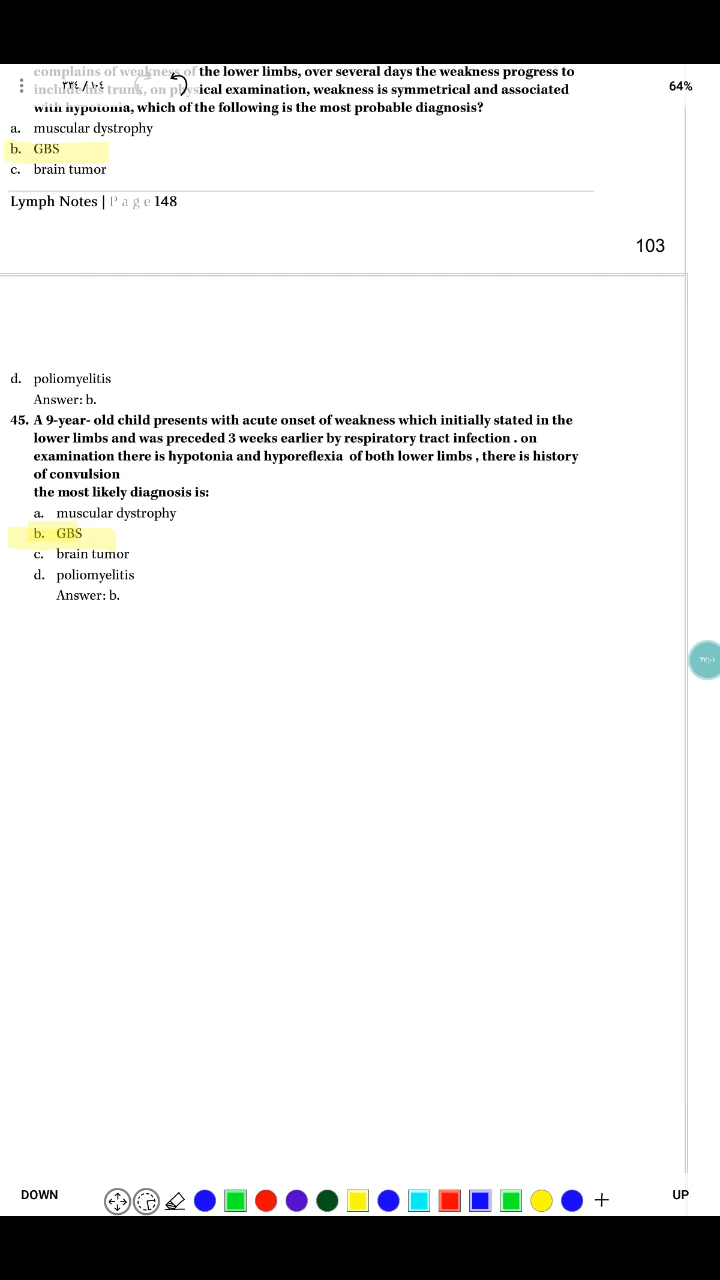 complains of weakness of the lower limbs, over several days the weakness progress to
٣٣٤ / ١٠٤
include his trunk, on physical examination, weakness is symmetrical and associated
64%
with hypotonia, which of the following is the most probable diagnosis?
a. muscular dystrophy
b. GBS
c. brain tumor
Lymph Notes | P a g e 148
103
d. poliomyelitis
Answer: b.
45. A 9-year- old child presents with acute onset of weakness which initially stated in the
lower limbs and was preceded 3 weeks earlier by respiratory tract infection . on
examination there is hypotonia and hyporeflexia of both lower limbs , there is history
of convulsion
the most likely diagnosis is:
a. muscular dystrophy
b. GBS
c. brain tumor
d. poliomyelitis
Answer: b.
DOWN
UP